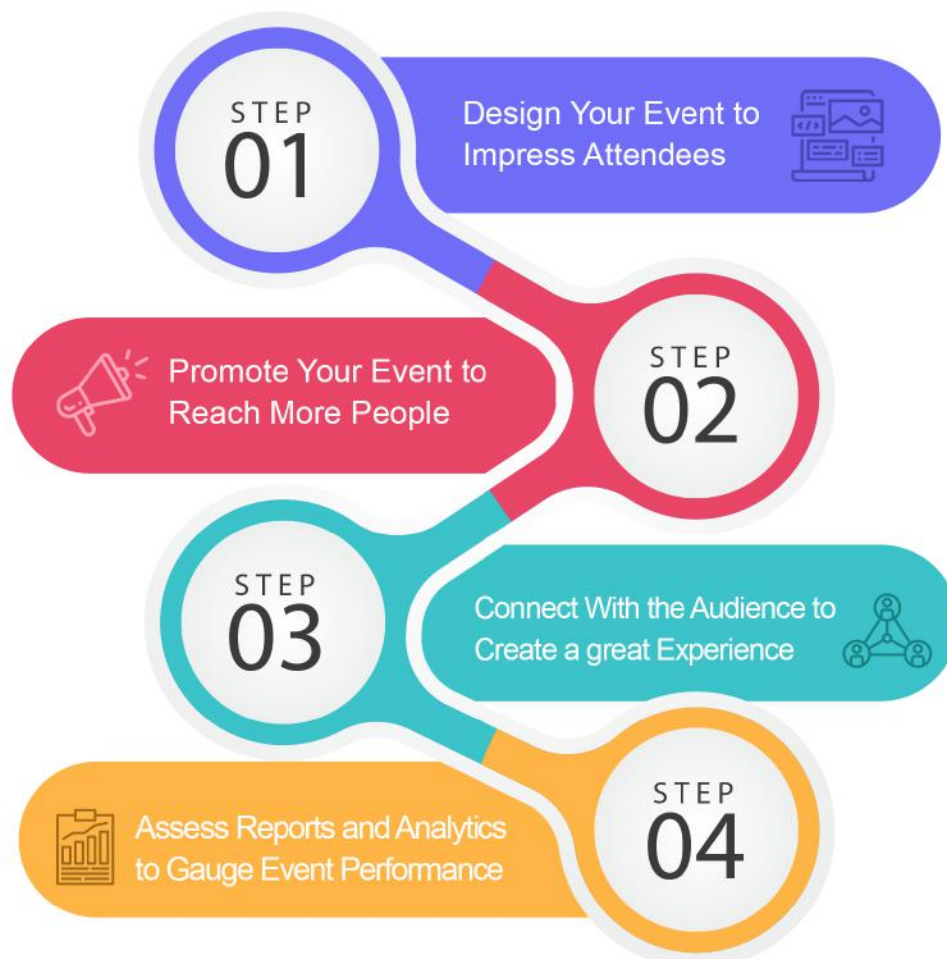 STEP
01
Design Your Event to
Impress Attendees
Promote Your Event to
Reach More People
STEP
02
STEP
03
Connect With the Audience to
Create a great Experience
Assess Reports and Analytics
to Gauge Event Performance
STEP
04